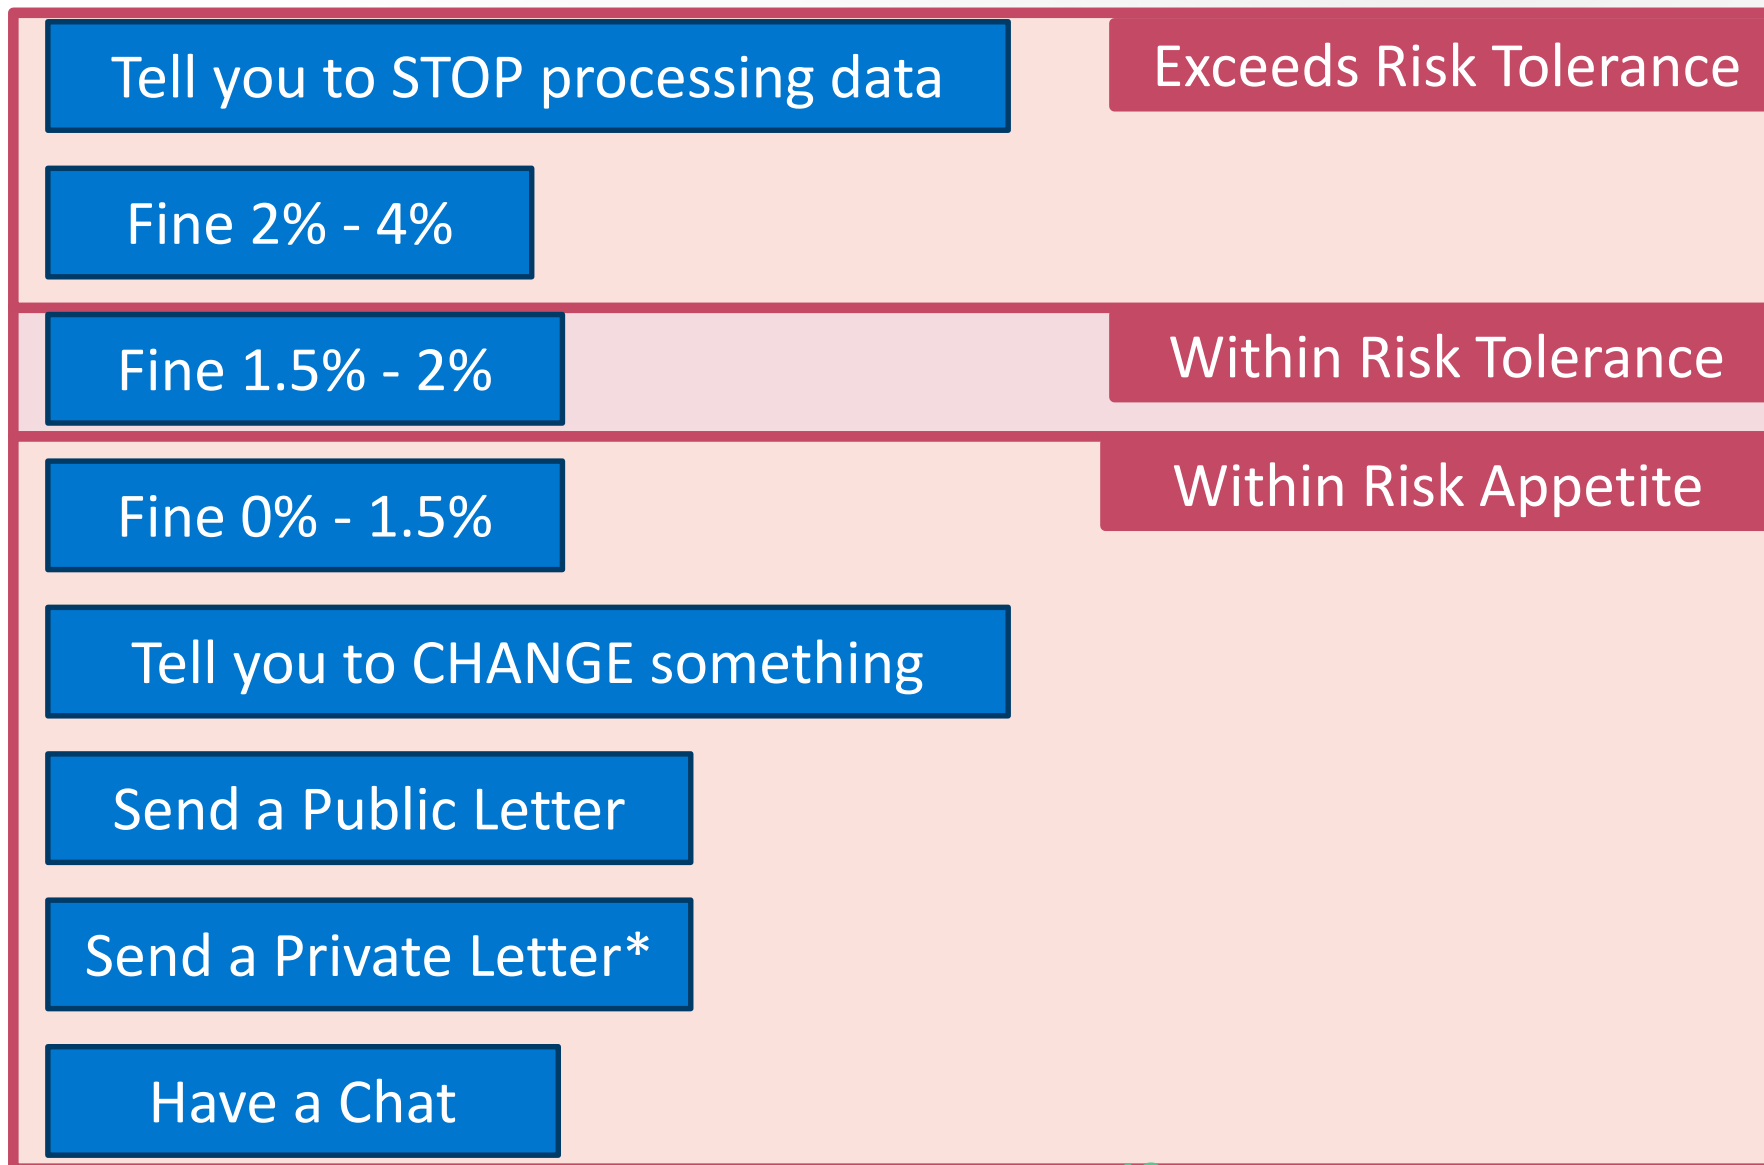 Tell you to STOP processing data
Exceeds Risk Tolerance
Fine 2% - 4%
Fine 1.5% - 2%
Within Risk Tolerance
Fine 0% - 1.5%
Within Risk Appetite
Tell you to CHANGE something
Send a Public Letter
Send a Private Letter*
Have a Chat